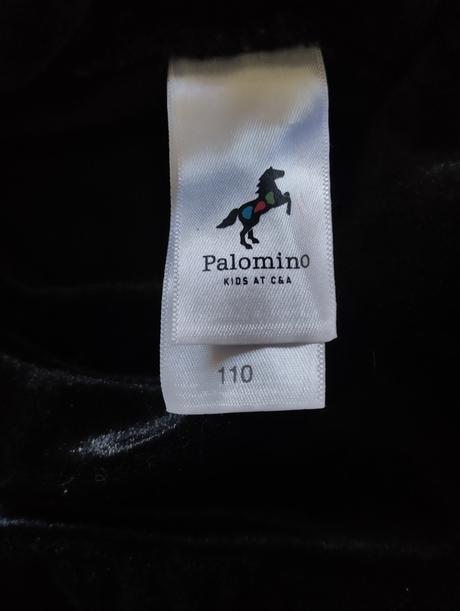 Palomino
KIDS AT C&A
110